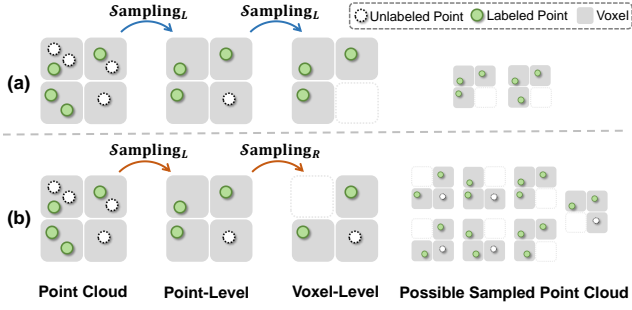 Unlabeled Point Labeled Point Voxel
𝒮ampling_L 𝒮ampling_L
(a)
𝒮ampling_L 𝒮ampling_R
(b)
Point Cloud Point-Level Voxel-Level Possible Sampled Point Cloud